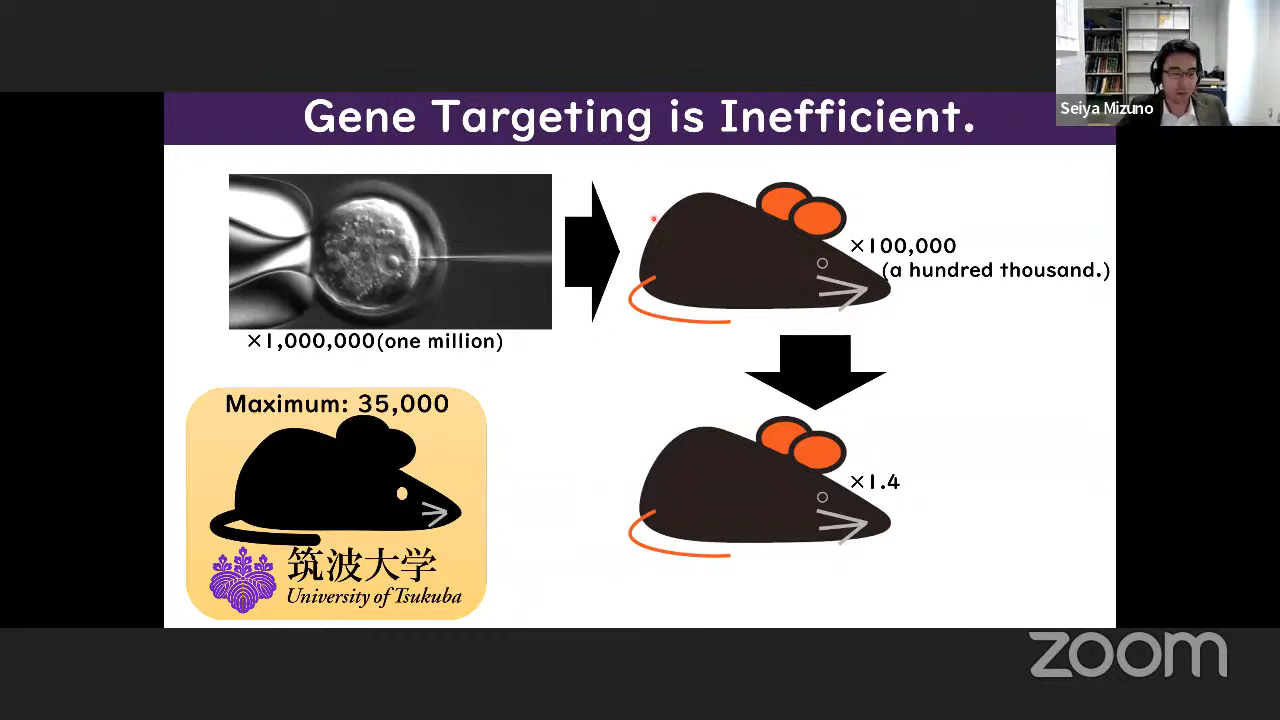 Gene Targeting is Inefficient.
Seiya Mizuno
×100,000
(a hundred thousand.)
×1,000,000(one million)
Maximum: 35,000
×1.4
筑波大学
University of Tsukuba
zoom